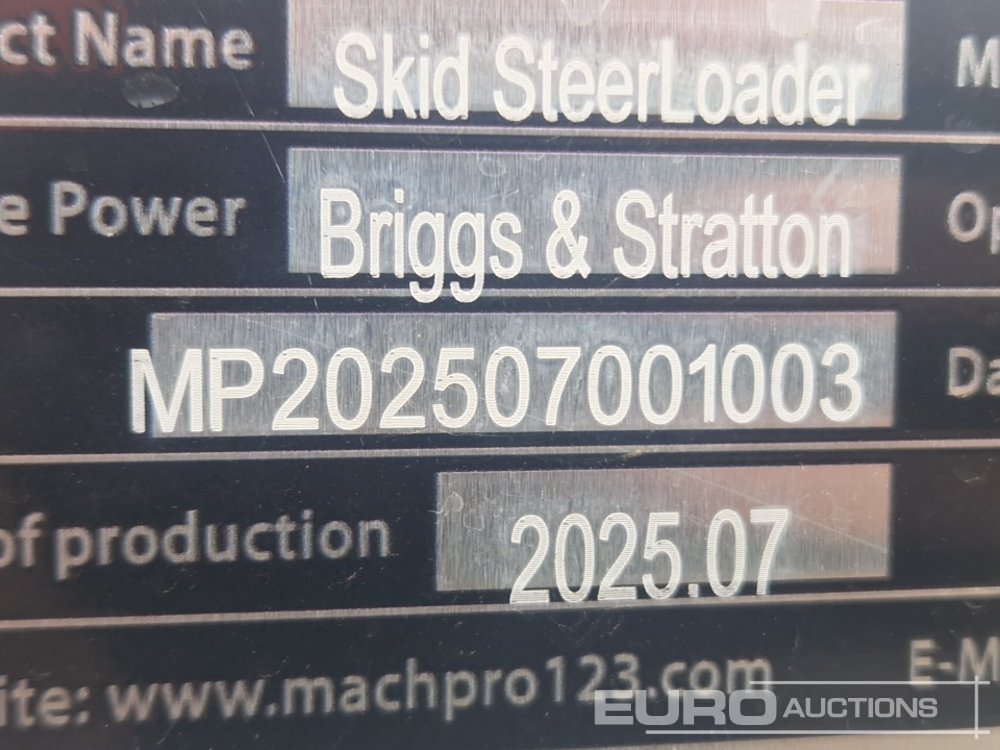 ct Name Skid SteerLoader M
e Power Briggs & Stratton Op
MP202507001003 Da
of production 2025.07
ite: www.machpro123.com E-M
EURO AUCTIONS